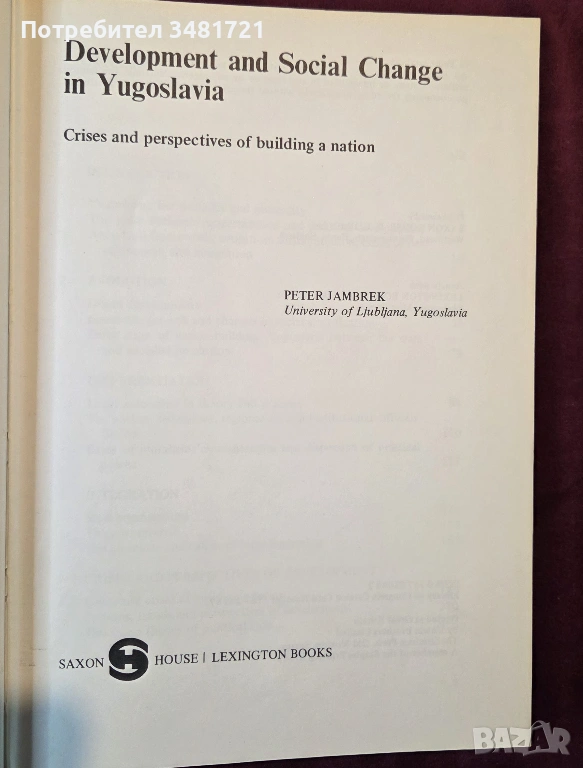 Потребител 3481721
Development and Social Change
in Yugoslavia
Crises and perspectives of building a nation
PETER JAMBREK
University of Ljubljana, Yugoslavia
SAXON HOUSE | LEXINGTON BOOKS
BAZAR